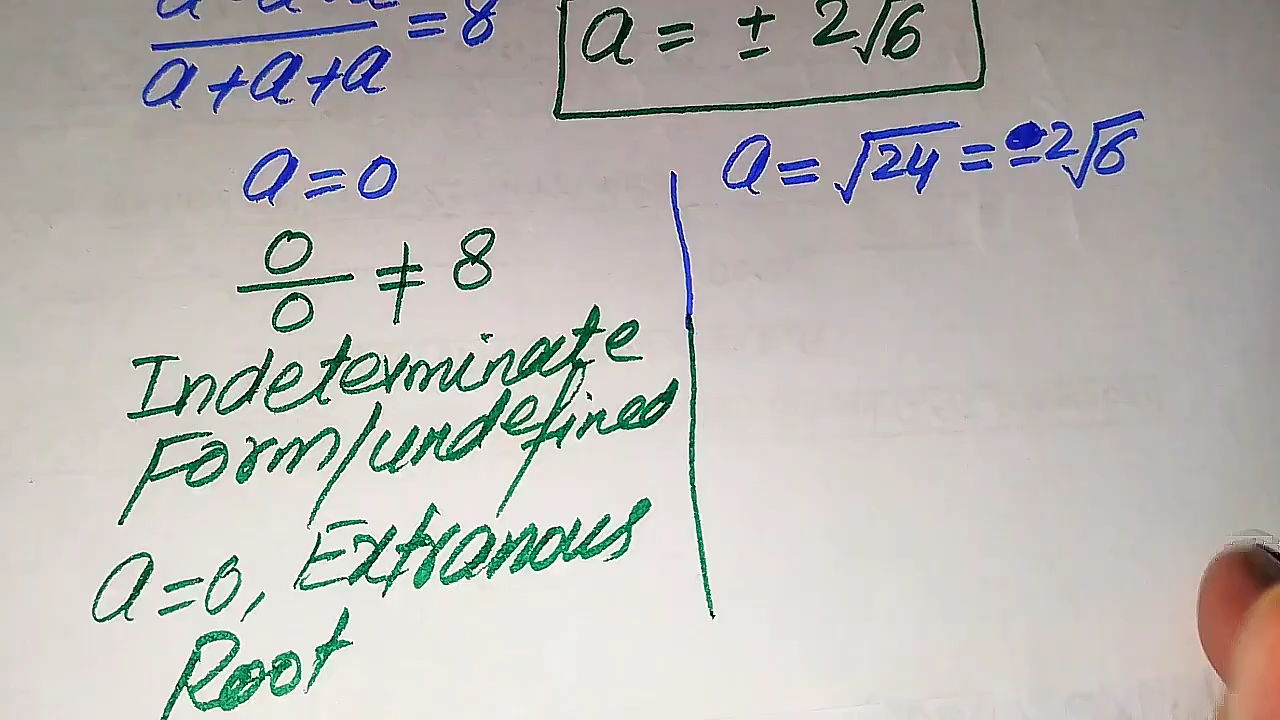 a + a + a = 8
a = ± 2√6
a = 0
a = √24 = ± 2√6
0/0 ≠ 8
Indeterminate
Form/undefined
a = 0, Extranous
Root